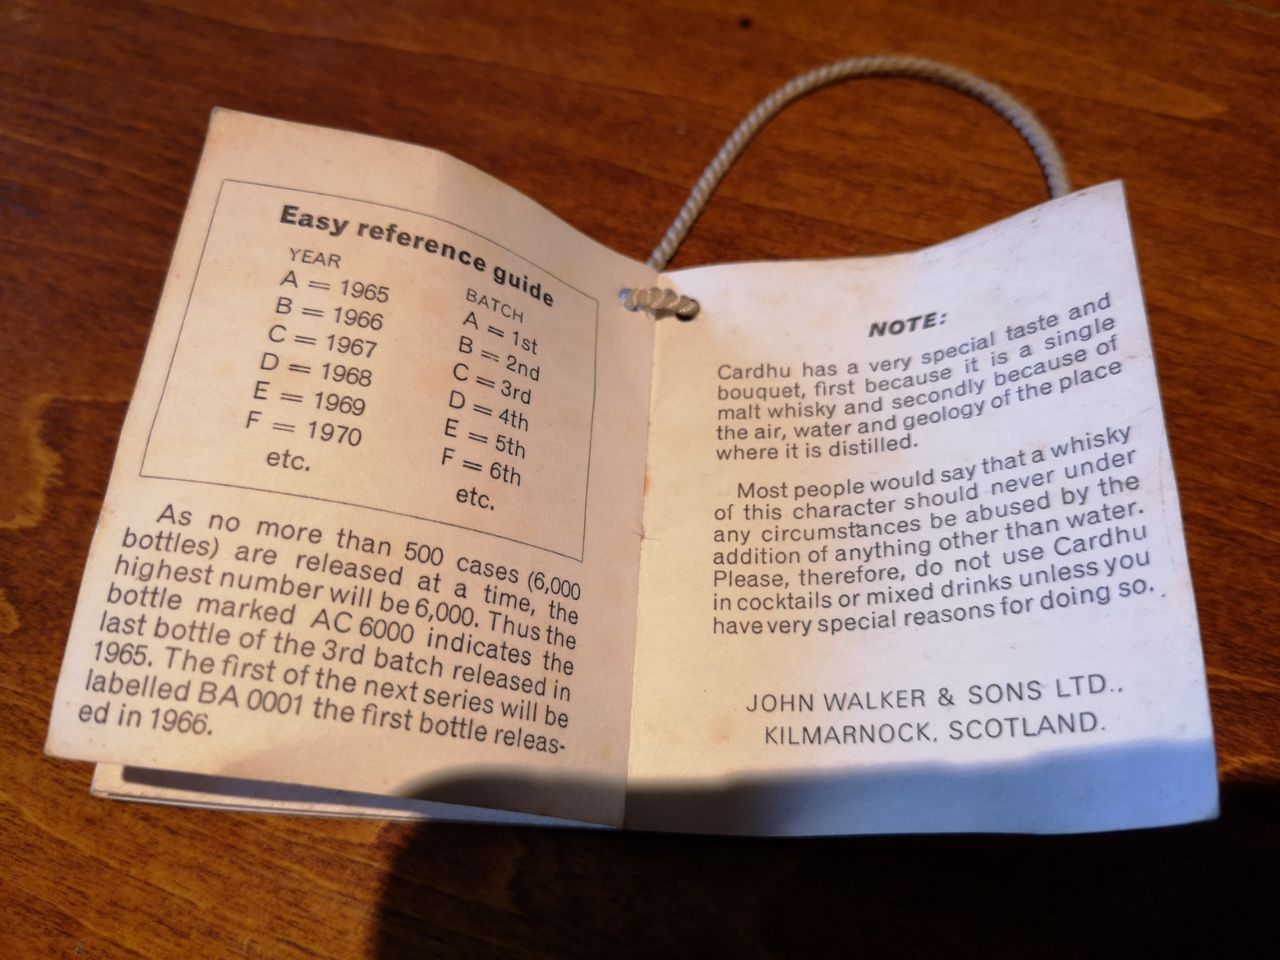 Easy reference guide
YEAR
A = 1965
B = 1966
C = 1967
D = 1968
E = 1969
F = 1970
etc.
BATCH
A = 1st
B = 2nd
C = 3rd
D = 4th
E = 5th
F = 6th
etc.
As no more than 500 cases (6,000
bottles) are released at a time, the
highest number will be 6,000. Thus the
bottle marked AC 6000 indicates the
last bottle of the 3rd batch released in
1965. The first of the next series will be
labelled BA 0001 the first bottle releas-
ed in 1966.
NOTE:
Cardhu has a very special taste and
bouquet, first because it is a single
malt whisky and secondly because of
the air, water and geology of the place
where it is distilled.
Most people would say that a whisky
of this character should never under
any circumstances be abused by the
addition of anything other than water.
Please, therefore, do not use Cardhu
in cocktails or mixed drinks unless you
have very special reasons for doing so.
JOHN WALKER & SONS LTD.,
KILMARNOCK, SCOTLAND.